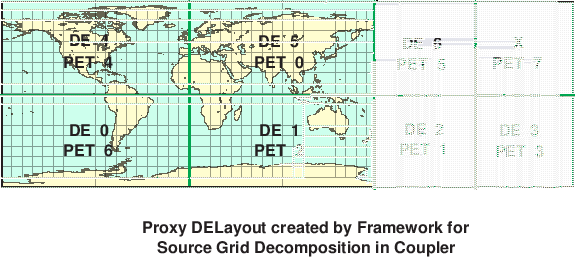 DE 4
PET 4
DE 5
PET 0
DE
PET 5
X
PET 7
DE 0
PET 6
DE 1
PET 2
DE 2
PET 1
DE 3
PET 3
Proxy DELayout created by Framework for
Source Grid Decomposition in Coupler